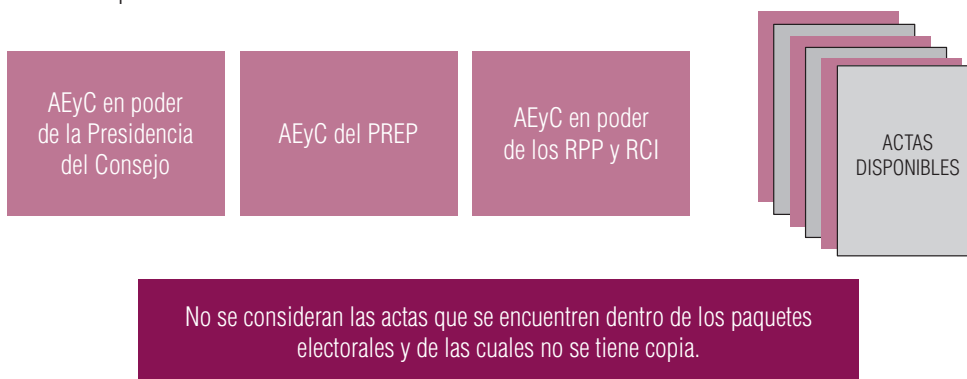 AEyC en poder
de la Presidencia
del Consejo
AEyC del PREP
AEyC en poder
de los RPP y RCI
ACTAS
DISPONIBLES
No se consideran las actas que se encuentren dentro de los paquetes
electorales y de las cuales no se tiene copia.